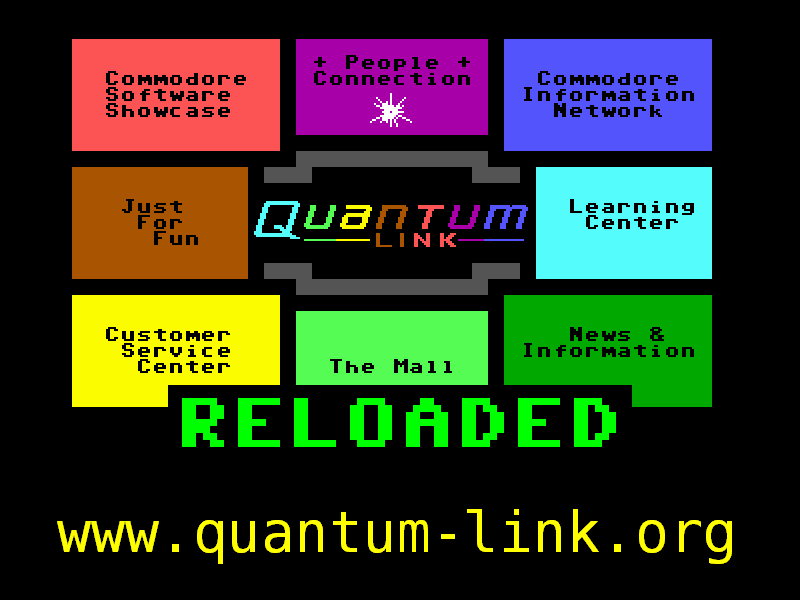 Commodore
Software
Showcase
+ People +
Connection
Commodore
Information
Network
Just
For
Fun
Quantum
LINK
Learning
Center
Customer
Service
Center
The Mall
News &
Information
RELOADED
www.quantum-link.org